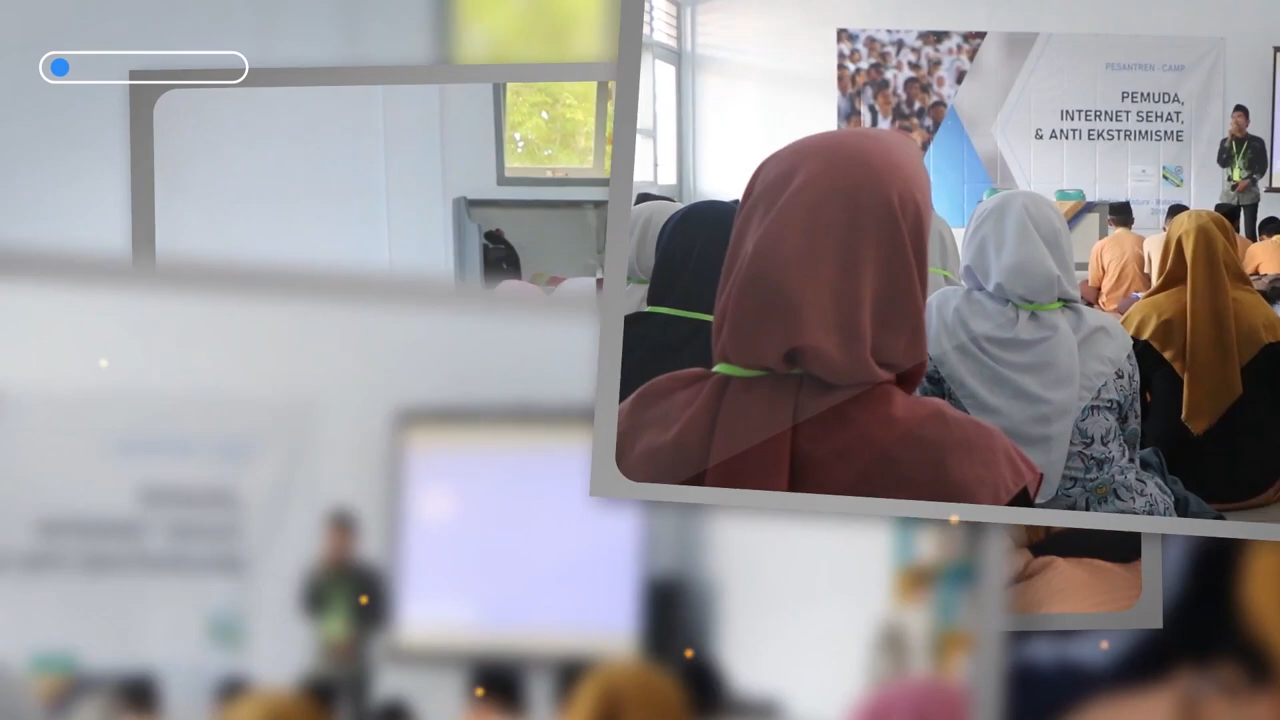 PESANTREN - CAMP
PEMUDA,
INTERNET SEHAT,
& ANTI EKSTRIMISME